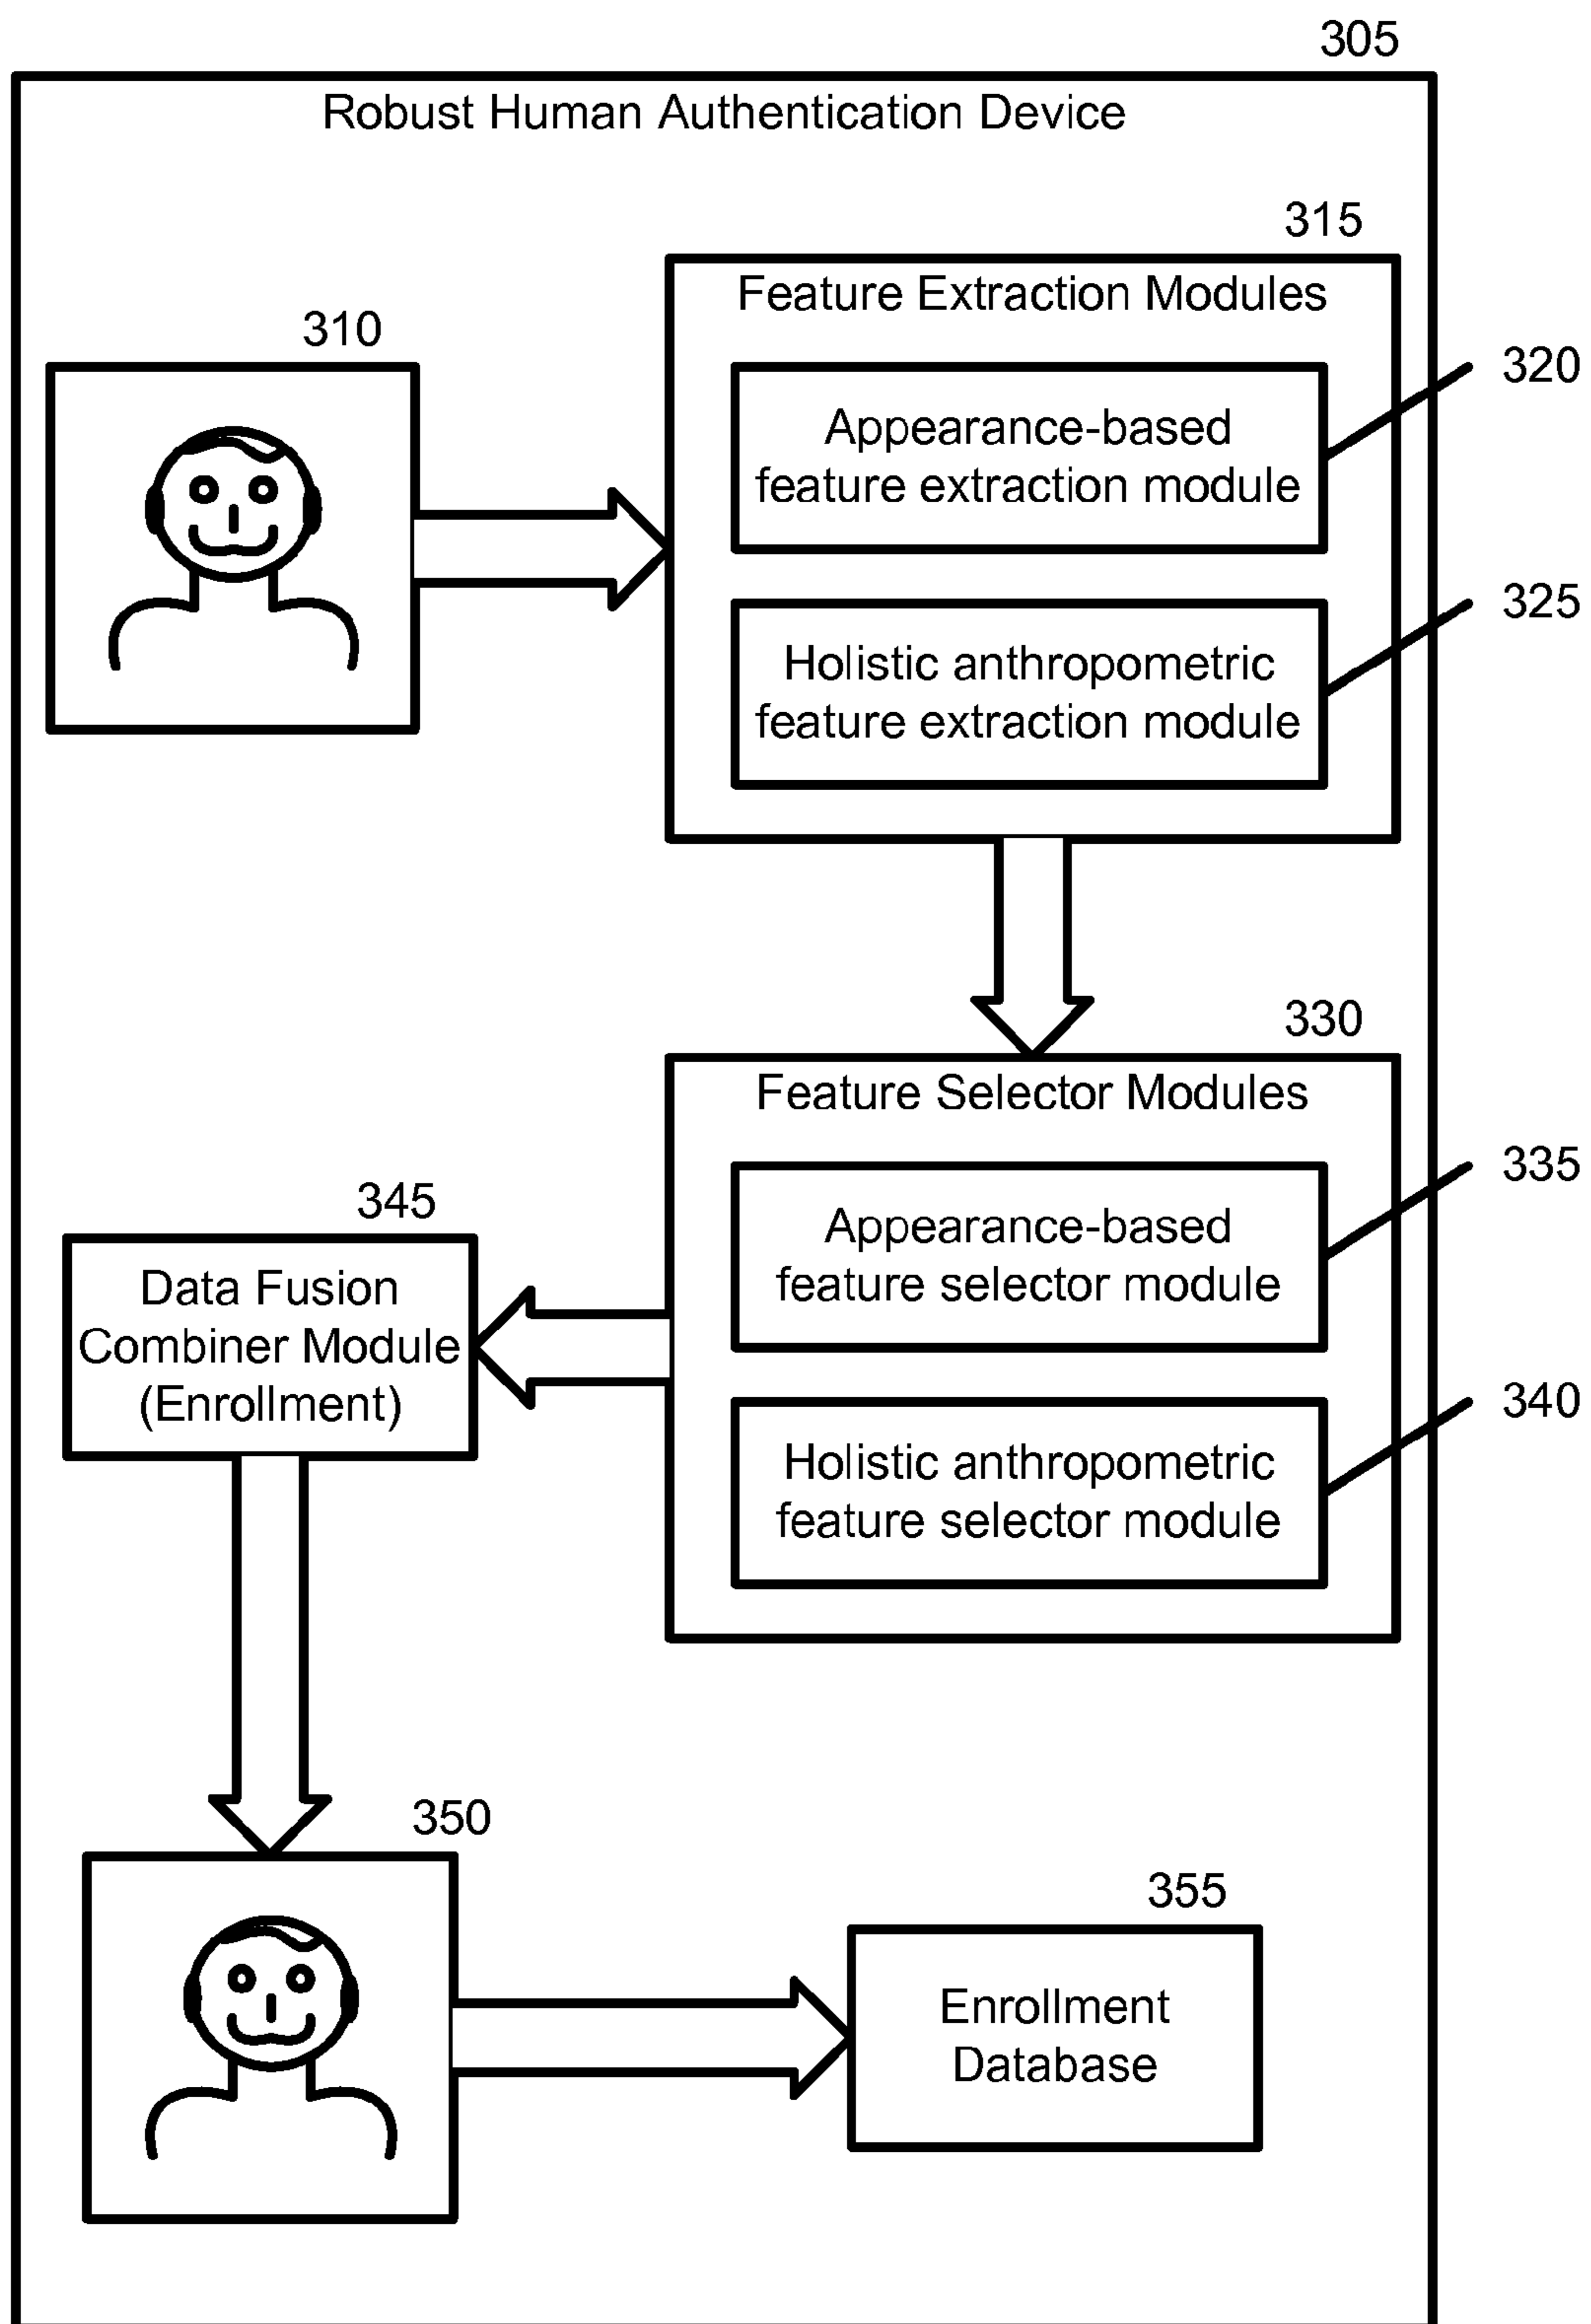 305
Robust Human Authentication Device
315
Feature Extraction Modules
310
320
Appearance-based
feature extraction module
325
Holistic anthropometric
feature extraction module
330
Feature Selector Modules
335
Appearance-based
feature selector module
345
Data Fusion
Combiner Module
(Enrollment)
340
Holistic anthropometric
feature selector module
350
355
Enrollment
Database